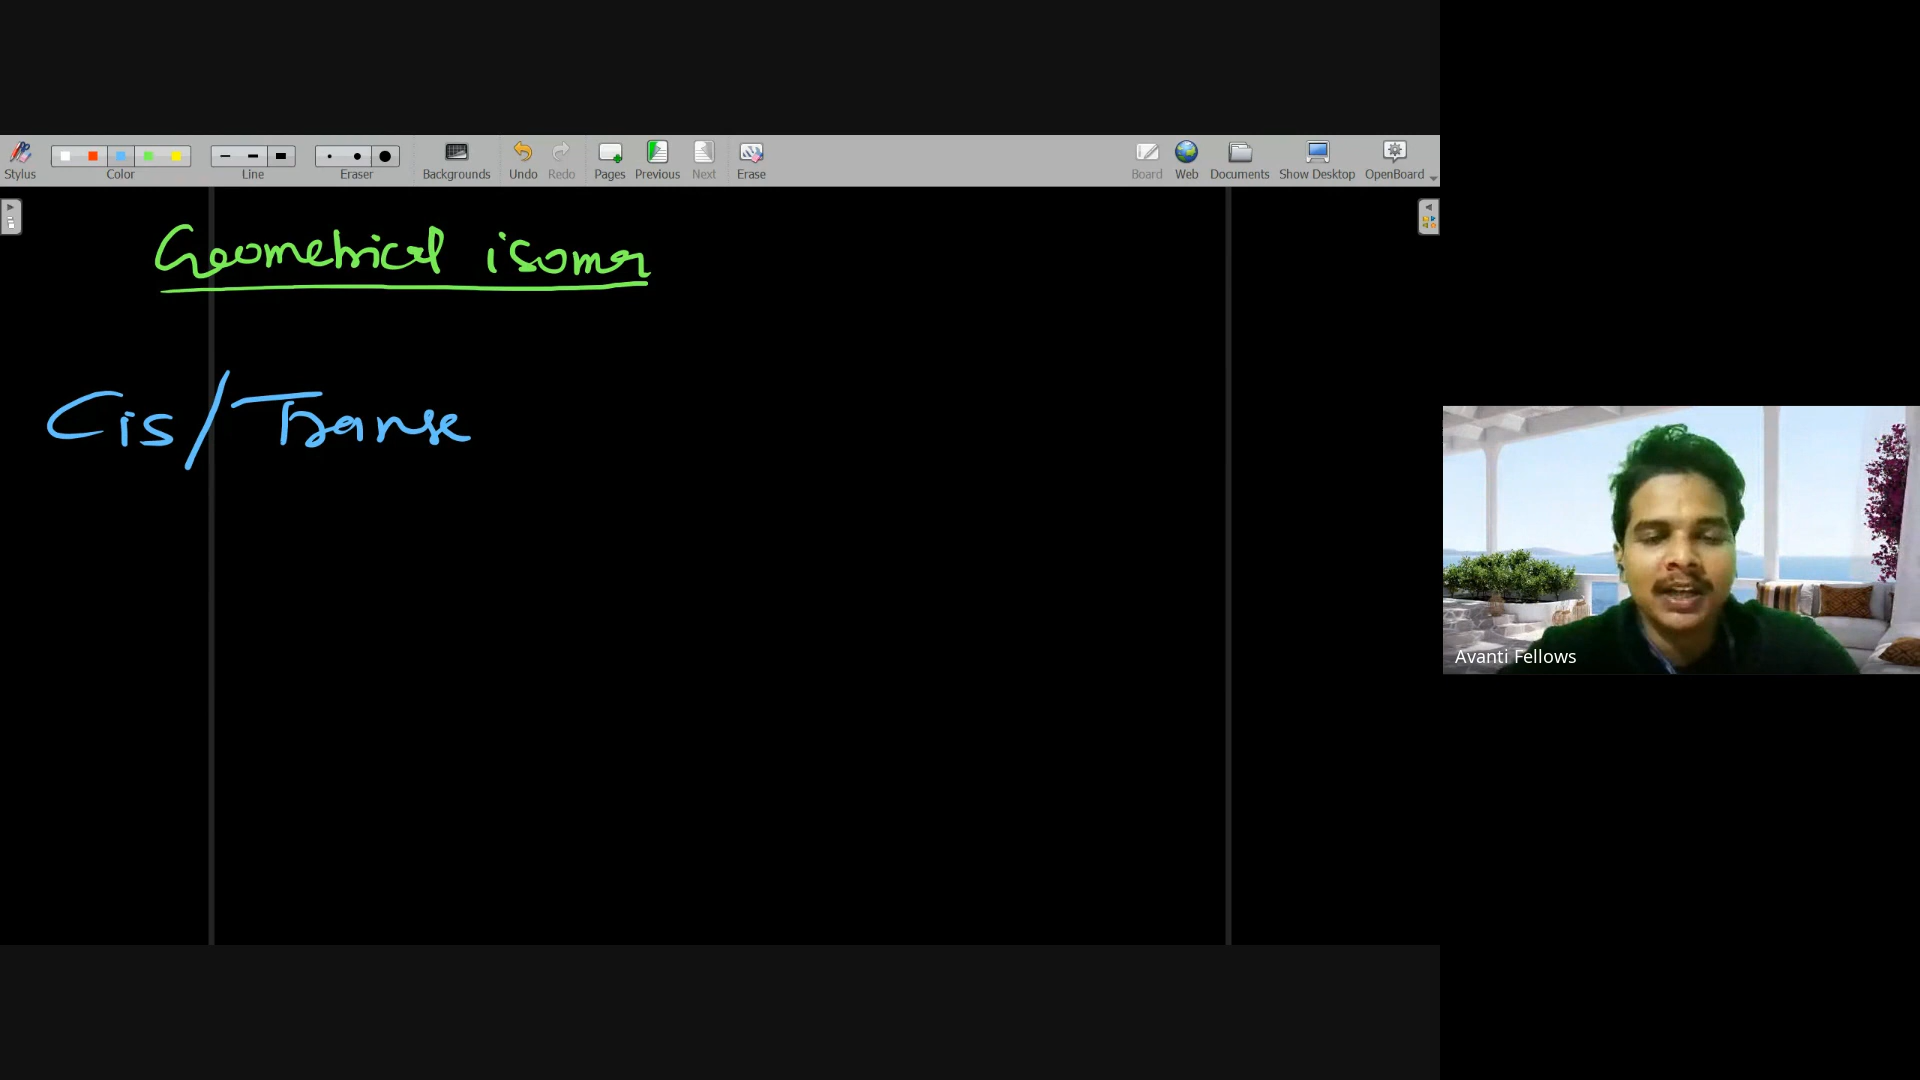 Stylus Color Line Eraser Backgrounds Undo Redo Pages Previous Next Erase Board Web Documents Show Desktop OpenBoard
Geometrical isomer
Cis/Transe
Avanti Fellows